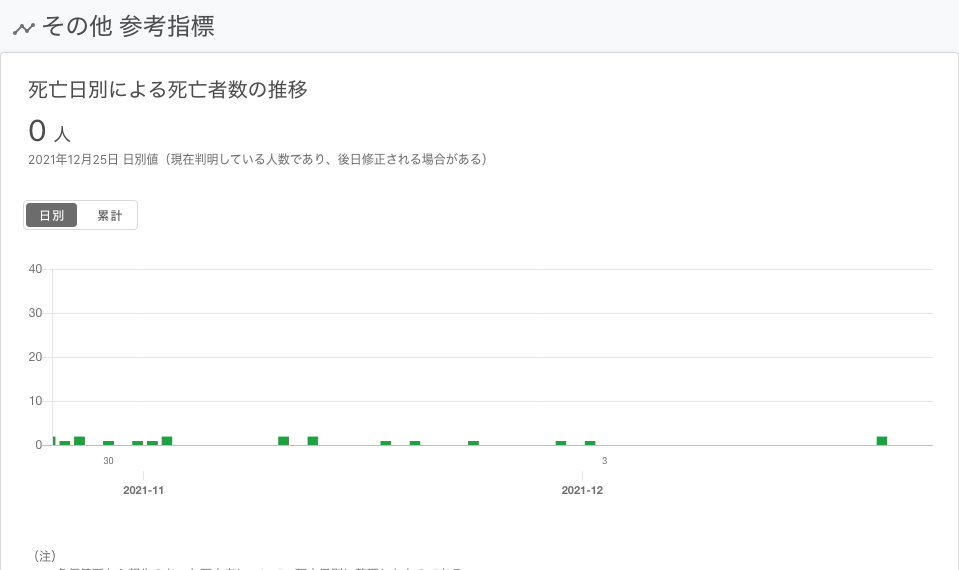 その他 参考指標
死亡日別による死亡者数の推移
0 人
2021年12月25日 日別値（現在判明している人数であり、後日修正される場合がある）
日別 累計
40
30
20
10
0
30 3
2021-11 2021-12
（注）